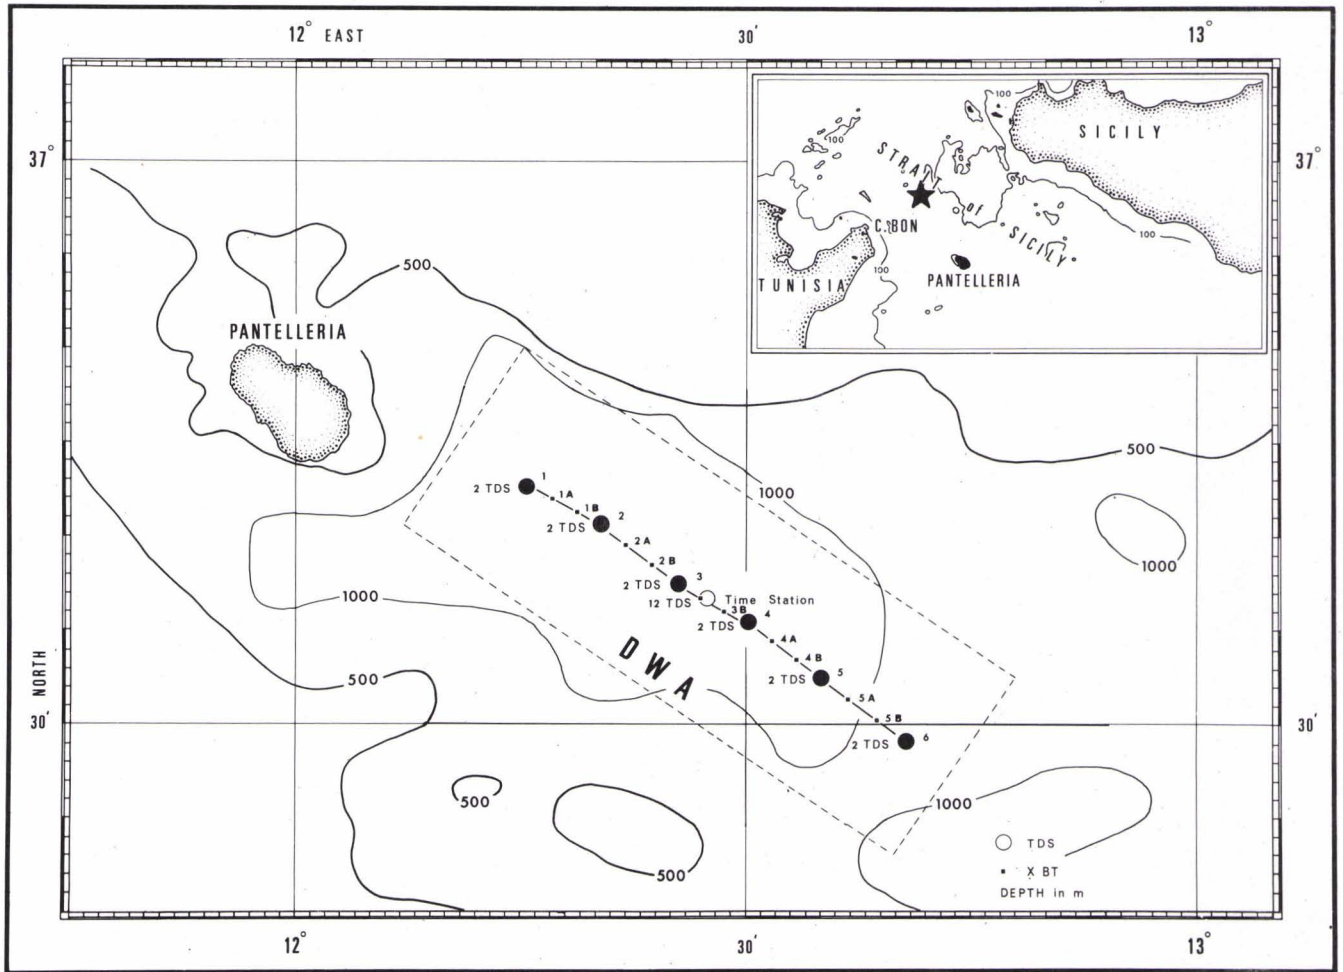 12° EAST
30'
13°
37°
37°
100
SICILY
100
STRAIT
of
SICILY
C.BON
100
100
TUNISIA
PANTELLERIA
500
PANTELLERIA
500
1000
1000
1
2 TDS
1A
1B
2
2 TDS
2A
2B
3
2 TDS
12 TDS
Time Station
3B
4
2 TDS
4A
4B
5
2 TDS
5A
5B
6
2 TDS
1000
DWA
NORTH
500
30'
30'
500
500
1000
TDS
X BT
DEPTH in m
12°
30'
13°